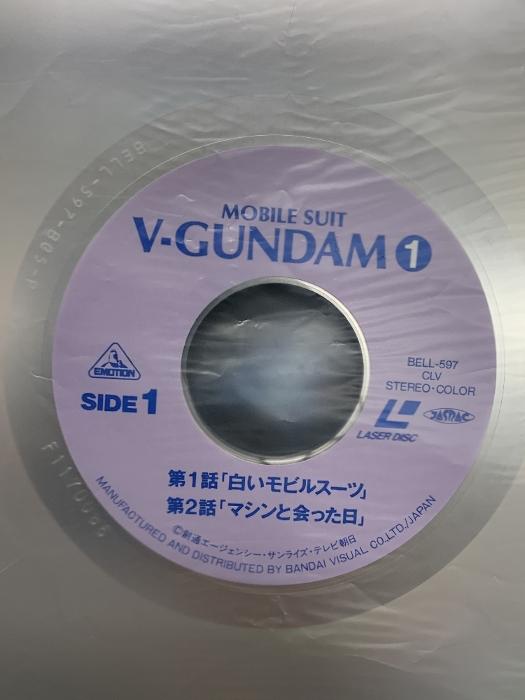 BELL-597-B05-P
MOBILE SUIT
V-GUNDAM 1
EMOTION
SIDE 1
BELL-597
CLV
STEREO・COLOR
LASER DISC
JASRAC
第1話「白いモビルスーツ」
第2話「マシンと会った日」
©創通エージェンシー・サンライズ・テレビ朝日
MANUFACTURED AND DISTRIBUTED BY BANDAI VISUAL CO.,LTD./JAPAN